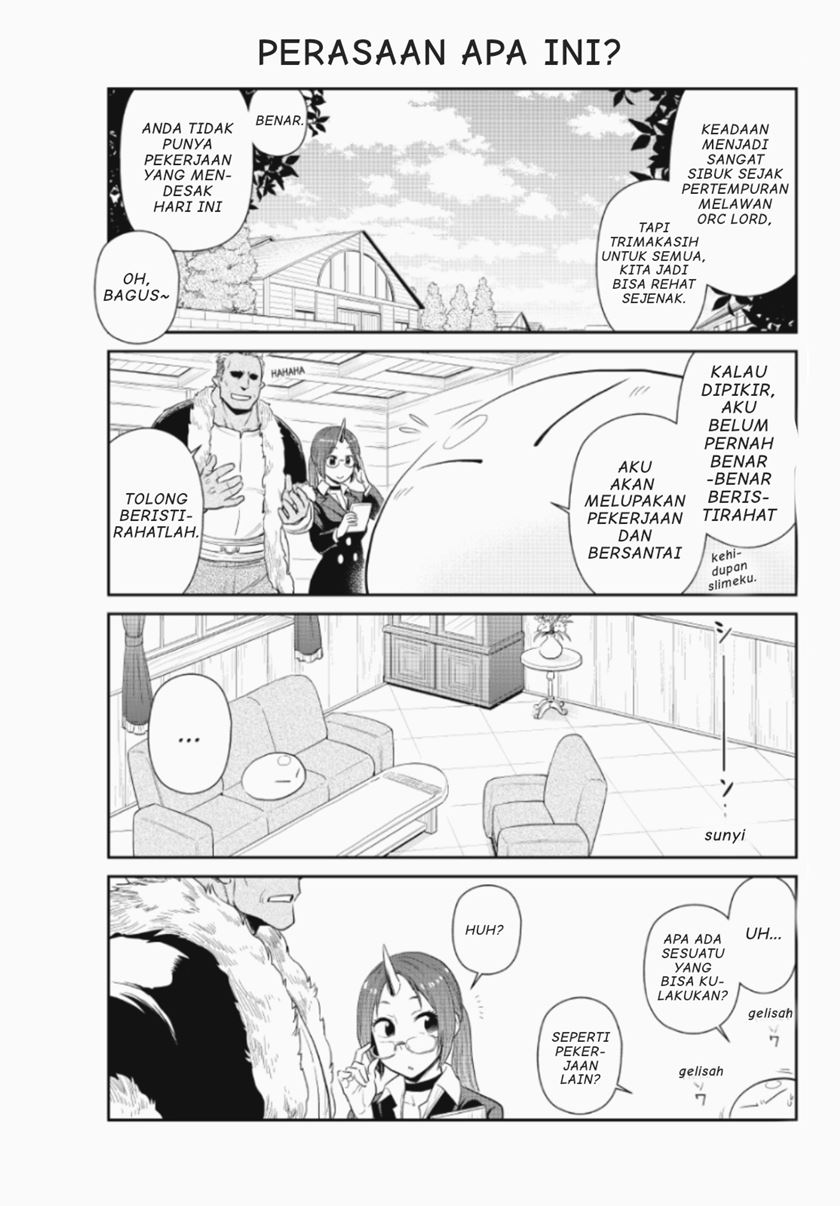 PERASAAN APA INI?
KEADAAN
MENJADI
SANGAT
SIBUK SEJAK
PERTEMPURAN
MELAWAN
ORC LORD,
TAPI
TRIMAKASIH
UNTUK SEMUA,
KITA JADI
BISA REHAT
SEJENAK.
BENAR.
ANDA TIDAK
PUNYA
PEKERJAAN
YANG MEN-
DESAK
HARI INI
OH,
BAGUS~
KALAU
DIPIKIR,
AKU
BELUM
PERNAH
BENAR
-BENAR
BERIS-
TIRAHAT
kehi-
dupan
slimeku.
AKU
AKAN
MELUPAKAN
PEKERJAAN
DAN
BERSANTAI
HAHAHA
TOLONG
BERISTI-
RAHATLAH.
シーン
sunyi
...
UH...
APA ADA
SESUATU
YANG
BISA KU-
LAKUKAN?
gelisah
gelisah
SEPERTI
PEKER-
JAAN
LAIN?
HUH?